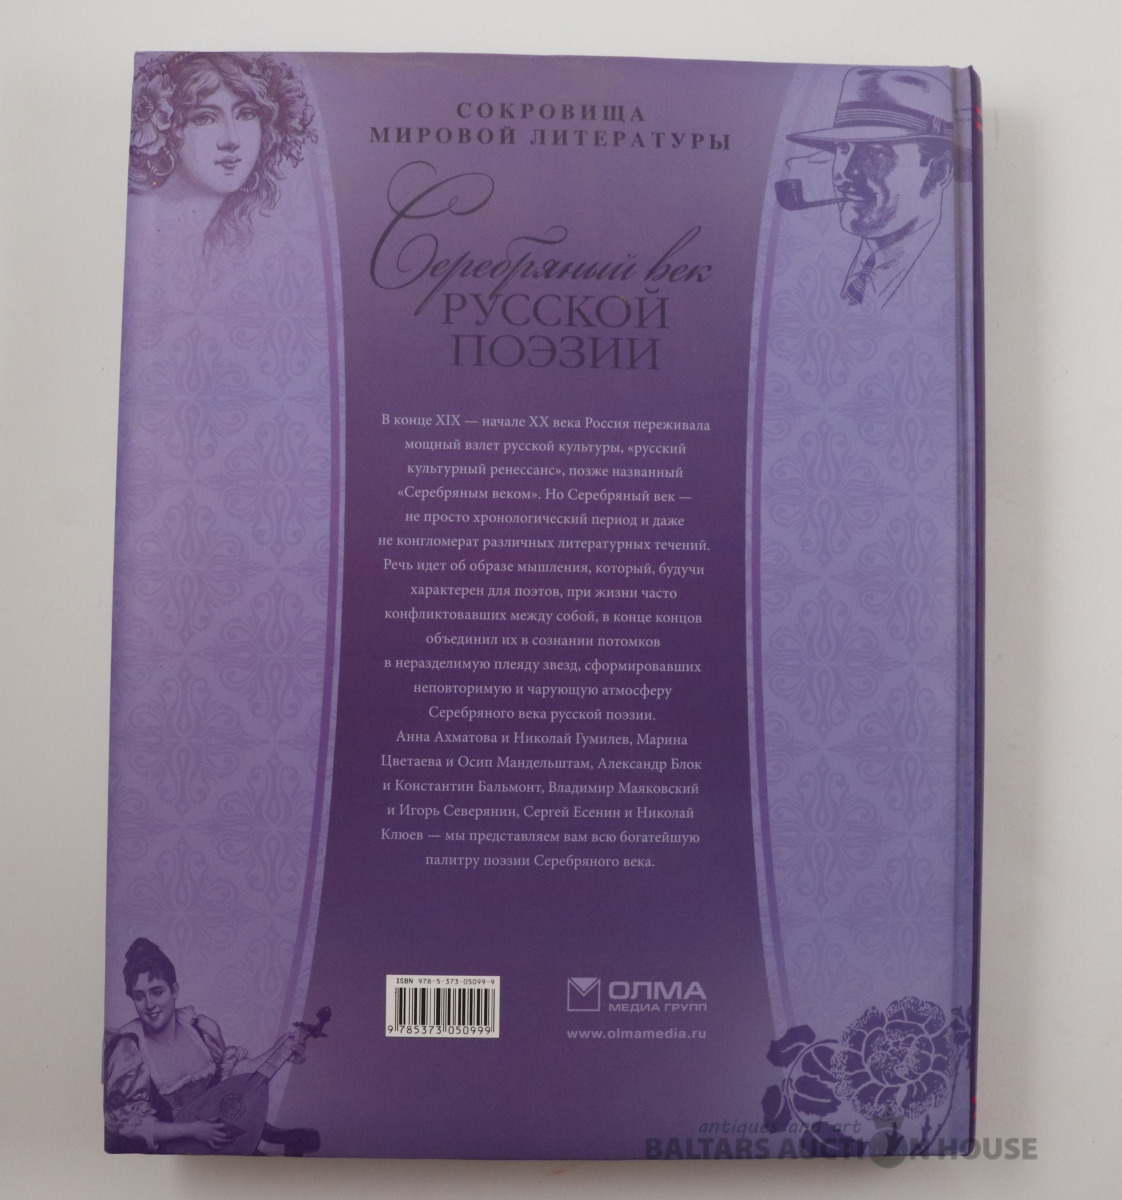 СОКРОВИЩА
МИРОВОЙ ЛИТЕРАТУРЫ
Серебряный век
РУССКОЙ
ПОЭЗИИ
В конце XIX — начале XX века Россия переживала
мощный взлет русской культуры, «русский
культурный ренессанс», позже названный
«Серебряным веком». Но Серебряный век —
не просто хронологический период и даже
не конгломерат различных литературных течений.
Речь идет об образе мышления, который, будучи
характерен для поэтов, при жизни часто
конфликтовавших между собой, в конце концов
объединил их в сознании потомков
в неразделимую плеяду звезд, сформировавших
неповторимую и чарующую атмосферу
Серебряного века русской поэзии.
Анна Ахматова и Николай Гумилев, Марина
Цветаева и Осип Мандельштам, Александр Блок
и Константин Бальмонт, Владимир Маяковский
и Игорь Северянин, Сергей Есенин и Николай
Клюев — мы представляем вам всю богатейшую
палитру поэзии Серебряного века.
ISBN 978-5-373-05099-9
9 785373 050999
ОЛМА
МЕДИА ГРУПП
www.olmamedia.ru
antiques and art
BALTARS AUCTION HOUSE